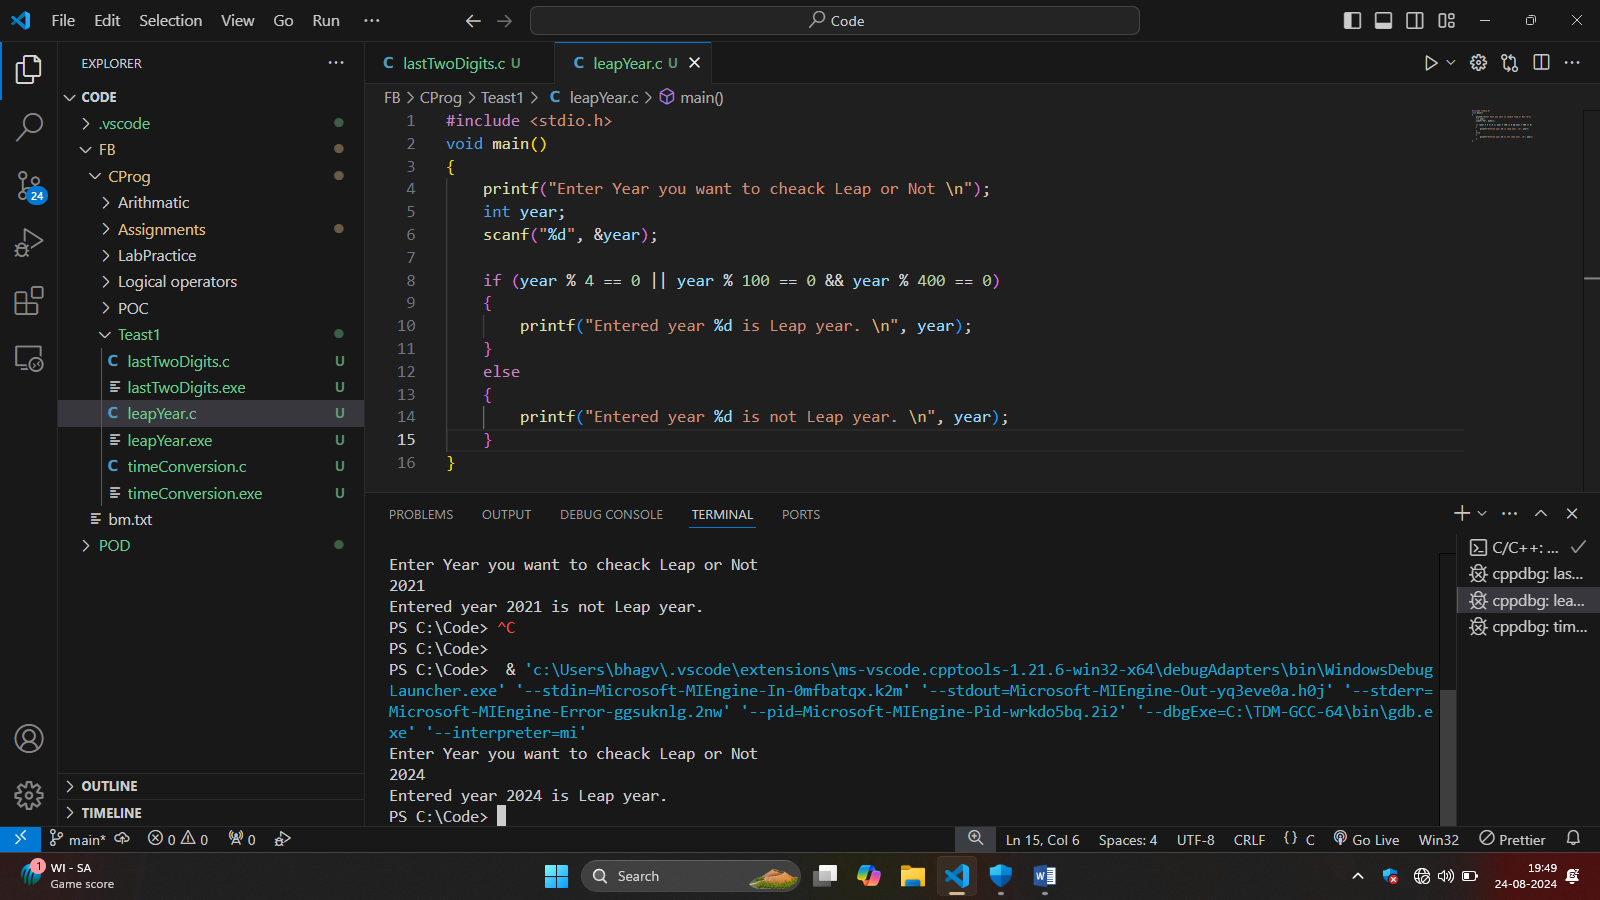 File Edit Selection View Go Run ... Code
EXPLORER ...
CODE
.vscode
FB
CProg
Arithmatic
Assignments
LabPractice
Logical operators
POC
Teast1
lastTwoDigits.c U
lastTwoDigits.exe U
leapYear.c U
leapYear.exe U
timeConversion.c U
timeConversion.exe U
bm.txt
POD
OUTLINE
TIMELINE
24
C lastTwoDigits.c U C leapYear.c U
FB > CProg > Teast1 > C leapYear.c > main()
1 #include <stdio.h>
2 void main()
3 {
4 printf("Enter Year you want to cheack Leap or Not \n");
5 int year;
6 scanf("%d", &year);
7
8 if (year % 4 == 0 || year % 100 == 0 && year % 400 == 0)
9 {
10 printf("Entered year %d is Leap year. \n", year);
11 }
12 else
13 {
14 printf("Entered year %d is not Leap year. \n", year);
15 }
16 }
PROBLEMS OUTPUT DEBUG CONSOLE TERMINAL PORTS
Enter Year you want to cheack Leap or Not
2021
Entered year 2021 is not Leap year.
PS C:\Code> ^C
PS C:\Code>
PS C:\Code> & 'c:\Users\bhagv\.vscode\extensions\ms-vscode.cpptools-1.21.6-win32-x64\debugAdapters\bin\WindowsDebug
Launcher.exe' '--stdin=Microsoft-MIEngine-In-0mfbatqx.k2m' '--stdout=Microsoft-MIEngine-Out-yq3eve0a.h0j' '--stderr=
Microsoft-MIEngine-Error-ggsuknlg.2nw' '--pid=Microsoft-MIEngine-Pid-wrkdo5bq.2i2' '--dbgExe=C:\TDM-GCC-64\bin\gdb.e
xe' '--interpreter=mi'
Enter Year you want to cheack Leap or Not
2024
Entered year 2024 is Leap year.
PS C:\Code>
C/C++: ...
cppdbg: las...
cppdbg: lea...
cppdbg: tim...
main* 0 0 0 Ln 15, Col 6 Spaces: 4 UTF-8 CRLF {} C Go Live Win32 Prettier
1 WI - SA
Game score
Search
19:49
24-08-2024